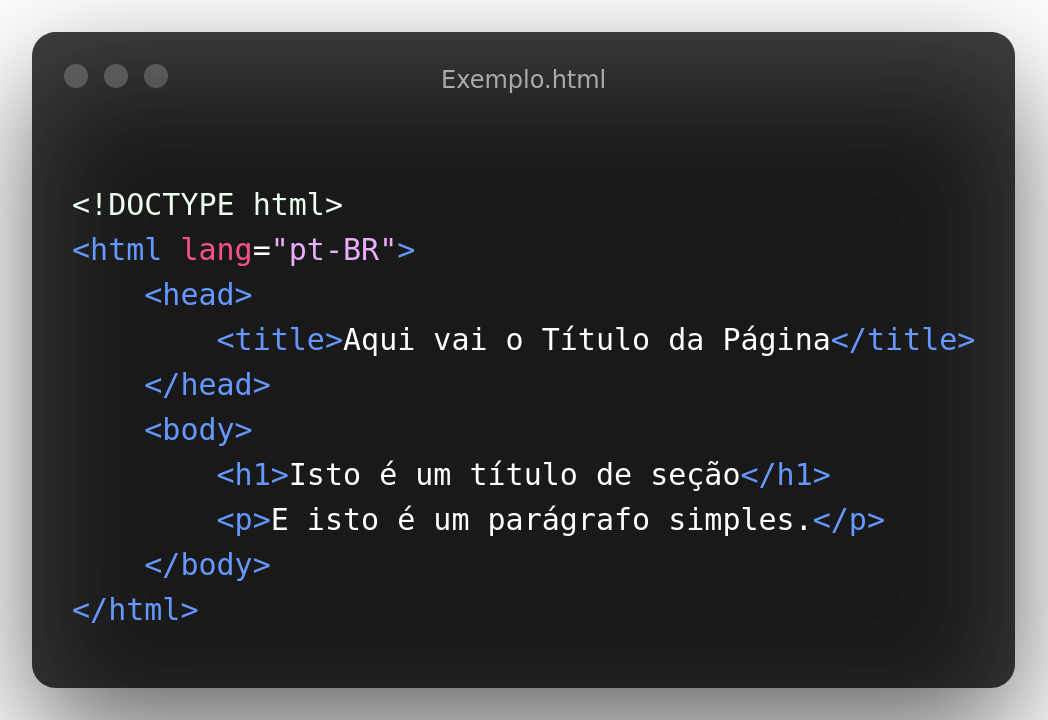 Exemplo.html
<!DOCTYPE html>
<html lang="pt-BR">
    <head>
        <title>Aqui vai o Título da Página</title>
    </head>
    <body>
        <h1>Isto é um título de seção</h1>
        <p>E isto é um parágrafo simples.</p>
    </body>
</html>